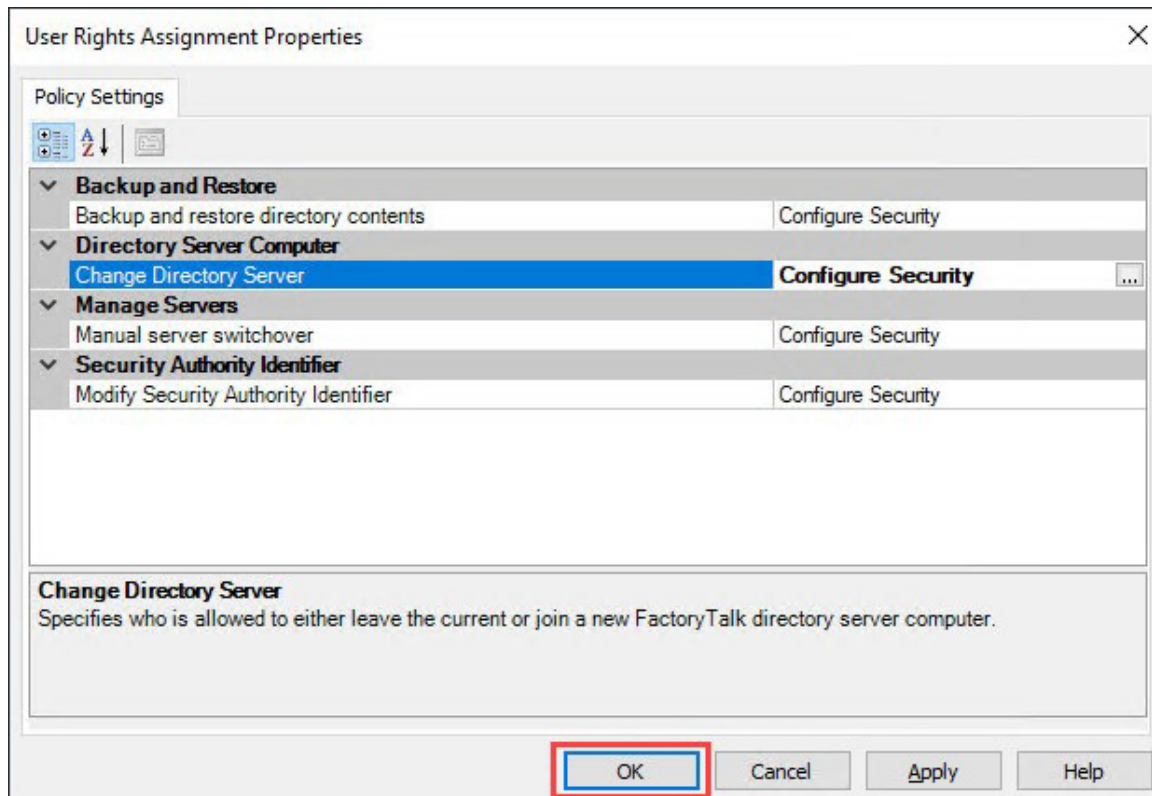 User Rights Assignment Properties
Policy Settings
A
Z
Backup and Restore
Backup and restore directory contents Configure Security
Directory Server Computer
Change Directory Server Configure Security ...
Manage Servers
Manual server switchover Configure Security
Security Authority Identifier
Modify Security Authority Identifier Configure Security
Change Directory Server
Specifies who is allowed to either leave the current or join a new FactoryTalk directory server computer.
OK Cancel Apply Help